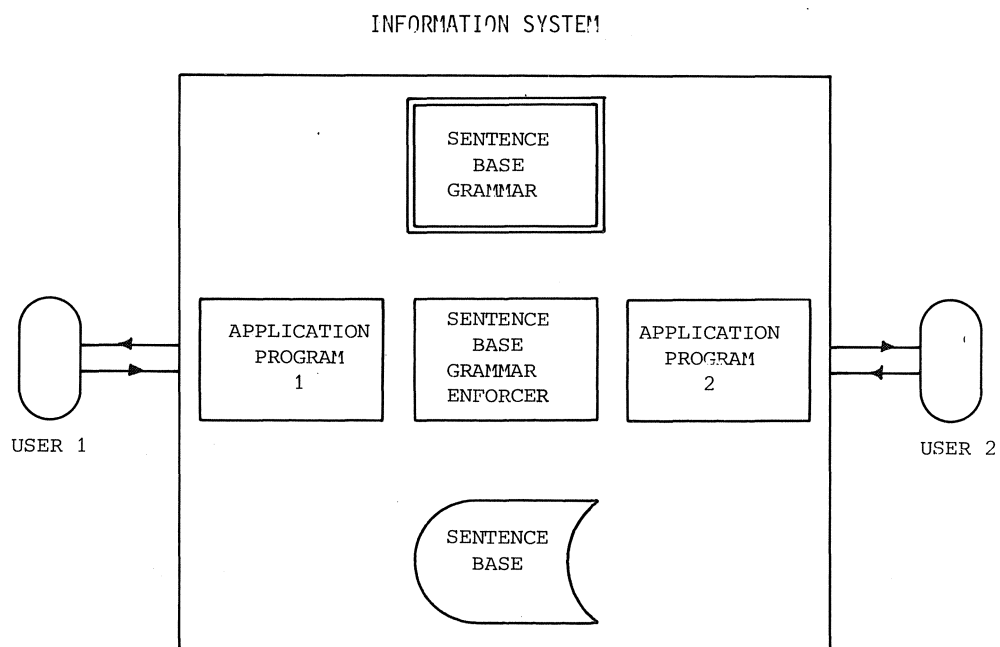 INFORMATION SYSTEM
SENTENCE
BASE
GRAMMAR
APPLICATION
PROGRAM
1
SENTENCE
BASE
GRAMMAR
ENFORCER
APPLICATION
PROGRAM
2
USER 1
USER 2
SENTENCE
BASE